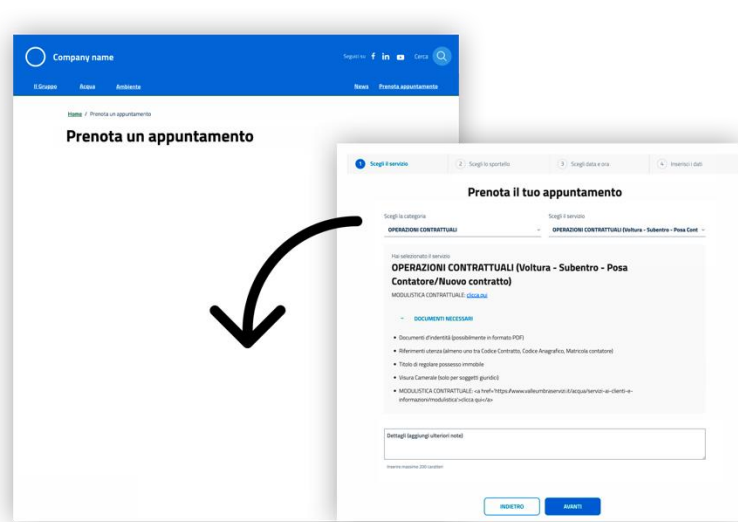 Company name
Seguici su
Cerca
Il Gruppo Acqua Ambiente
News Prenota appuntamento
Home / Prenota un appuntamento
Prenota un appuntamento
1 Scegli il servizio
2 Scegli lo sportello
3 Scegli data e ora
4 Inserisci i dati
Prenota il tuo appuntamento
Scegli la categoria
OPERAZIONI CONTRATTUALI
Scegli il servizio
OPERAZIONI CONTRATTUALI (Voltura - Subentro - Posa Cont
Hai selezionato il servizio
OPERAZIONI CONTRATTUALI (Voltura - Subentro - Posa
Contatore/Nuovo contratto)
MODULISTICA CONTRATTUALE: clicca qui
DOCUMENTI NECESSARI
• Documenti d'indentità (possibilmente in formato PDF)
• Riferimenti utenza (almeno uno tra Codice Contratto, Codice Anagrafico, Matricola contatore)
• Titolo di regolare possesso immobile
• Visura Camerale (solo per soggetti giuridici)
• MODULISTICA CONTRATTUALE: <a href='https://www.valleumbraservizi.it/acqua/servizi-ai-clienti-e-
informazioni/modulistica'>clicca qui</a>
Dettagli (aggiungi ulteriori note)
Inserire massimo 200 caratteri
INDIETRO
AVANTI